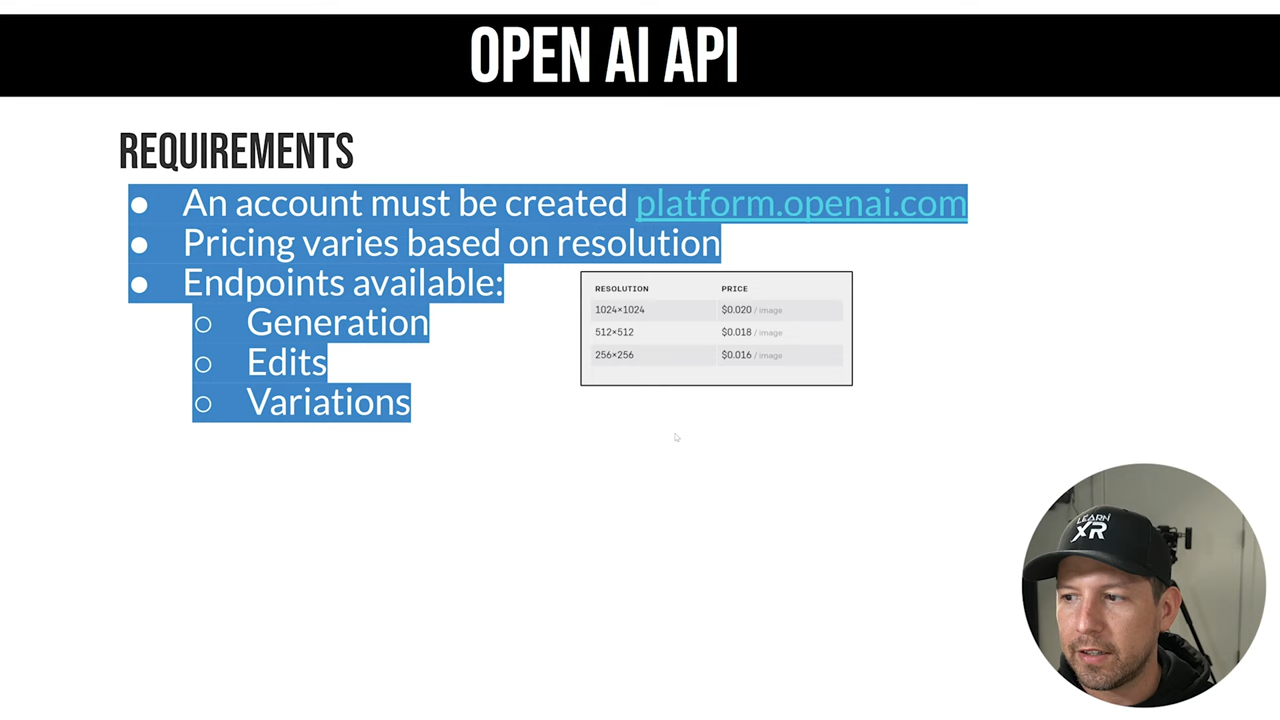 OPEN AI API
REQUIREMENTS
● An account must be created platform.openai.com
● Pricing varies based on resolution
● Endpoints available:
○ Generation
○ Edits
○ Variations
RESOLUTION PRICE
1024×1024 $0.020 / image
512×512 $0.018 / image
256×256 $0.016 / image
LEARN
XR